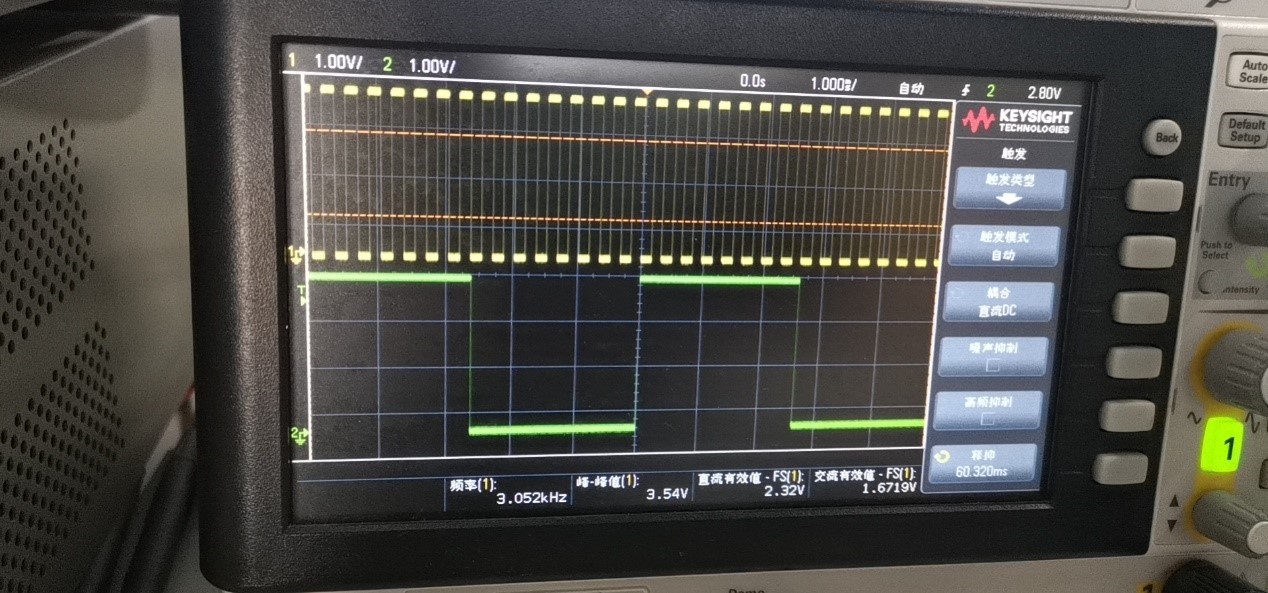 1 1.00V/ 2 1.00V/ 0.0s 1.000ms/ 自动 2 2.80V
KEYSIGHT
TECHNOLOGIES
触发
触发类型
触发模式
自动
耦合
直流DC
噪声抑制
高频抑制
释抑
60.320ms
1
T
2
频率(1):
3.052kHz
峰-峰值(1):
3.54V
直流有效值 - FS(1):
2.32V
交流有效值 - FS(1):
1.6719V
Back
Auto
Scale
Default
Setup
Entry
Push to
Select
Intensity
1
1